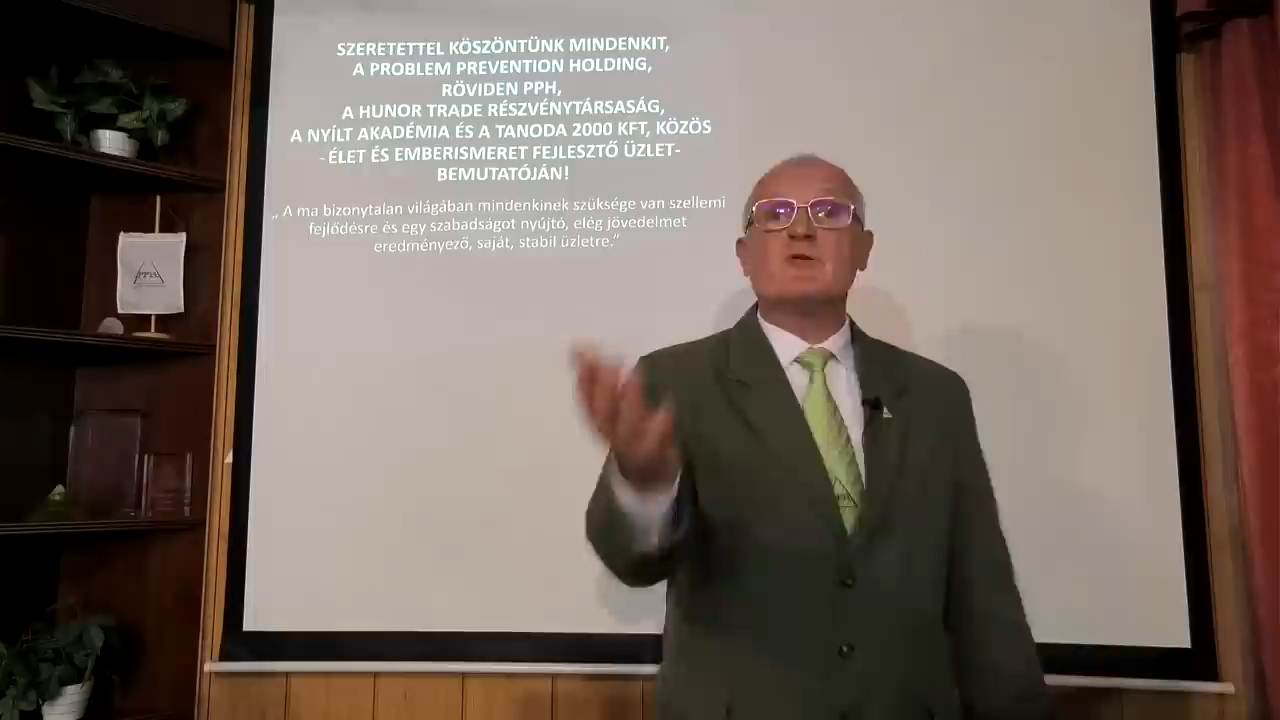 SZERETETTEL KÖSZÖNTÜNK MINDENKIT,
A PROBLEM PREVENTION HOLDING,
RÖVIDEN PPH,
A HUNOR TRADE RÉSZVÉNYTÁRSASÁG,
A NYÍLT AKADÉMIA ÉS A TANODA 2000 KFT, KÖZÖS
- ÉLET ÉS EMBERISMERET FEJLESZTŐ ÜZLET-
BEMUTATÓJÁN!
„ A ma bizonytalan világában mindenkinek szüksége van szellemi
fejlődésre és egy szabadságot nyújtó, elég jövedelmet
eredményező, saját, stabil üzletre.”